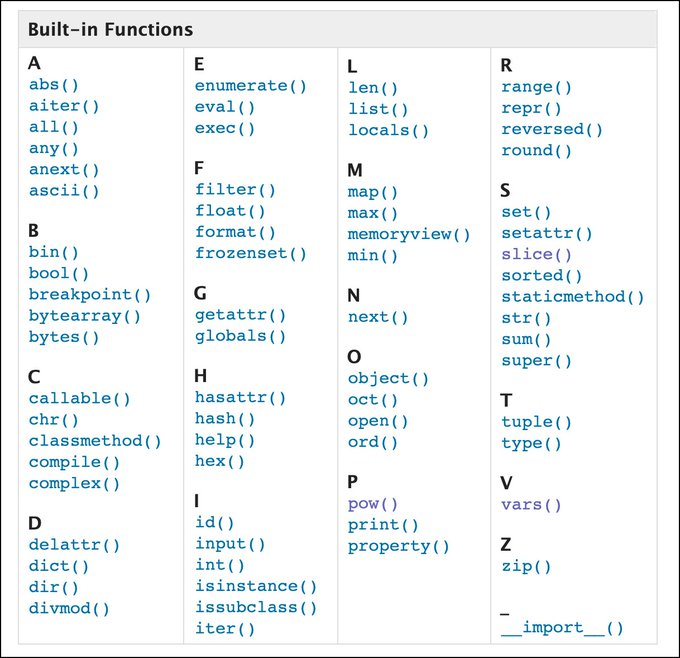 Built-in Functions
A
abs()
aiter()
all()
any()
anext()
ascii()
B
bin()
bool()
breakpoint()
bytearray()
bytes()
C
callable()
chr()
classmethod()
compile()
complex()
D
delattr()
dict()
dir()
divmod()
E
enumerate()
eval()
exec()
F
filter()
float()
format()
frozenset()
G
getattr()
globals()
H
hasattr()
hash()
help()
hex()
I
id()
input()
int()
isinstance()
issubclass()
iter()
L
len()
list()
locals()
M
map()
max()
memoryview()
min()
N
next()
O
object()
oct()
open()
ord()
P
pow()
print()
property()
R
range()
repr()
reversed()
round()
S
set()
setattr()
slice()
sorted()
staticmethod()
str()
sum()
super()
T
tuple()
type()
V
vars()
Z
zip()
_
__import__()